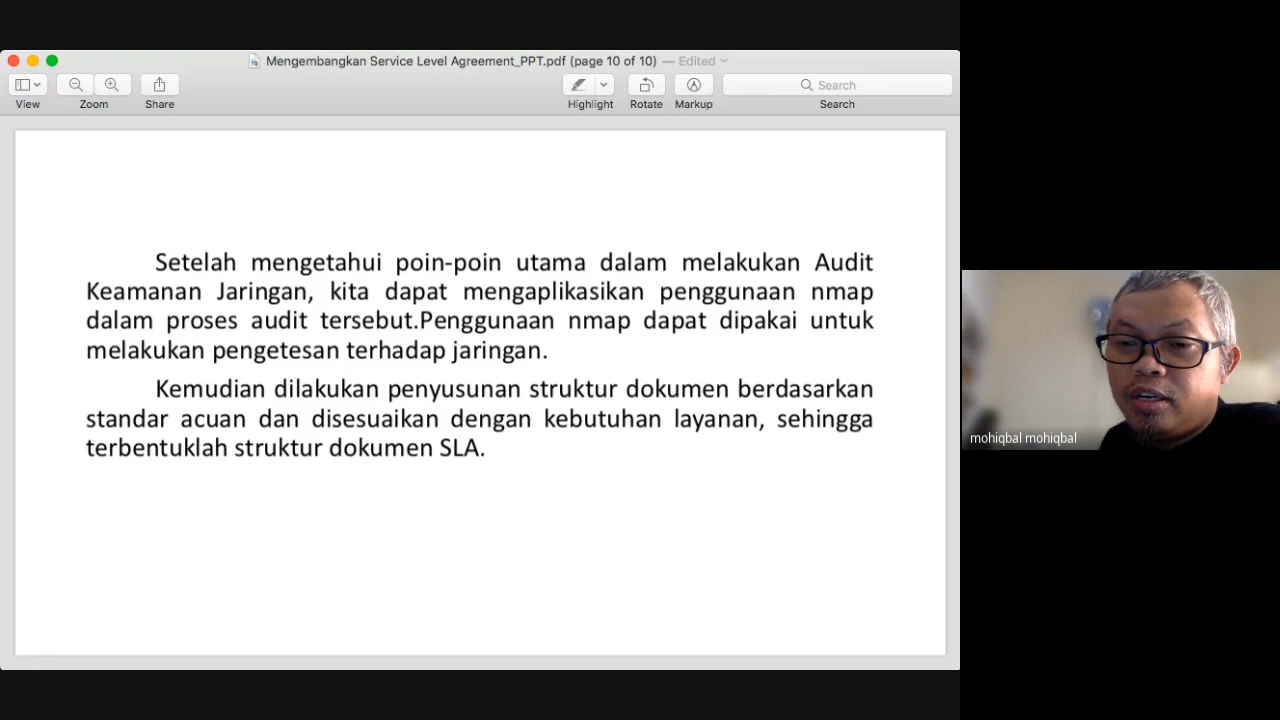 Mengembangkan Service Level Agreement_PPT.pdf (page 10 of 10) — Edited
View
Zoom
Share
Highlight
Rotate
Markup
Search
Search
Setelah mengetahui poin-poin utama dalam melakukan Audit
Keamanan Jaringan, kita dapat mengaplikasikan penggunaan nmap
dalam proses audit tersebut.Penggunaan nmap dapat dipakai untuk
melakukan pengetesan terhadap jaringan.
Kemudian dilakukan penyusunan struktur dokumen berdasarkan
standar acuan dan disesuaikan dengan kebutuhan layanan, sehingga
terbentuklah struktur dokumen SLA.
mohiqbal mohiqbal